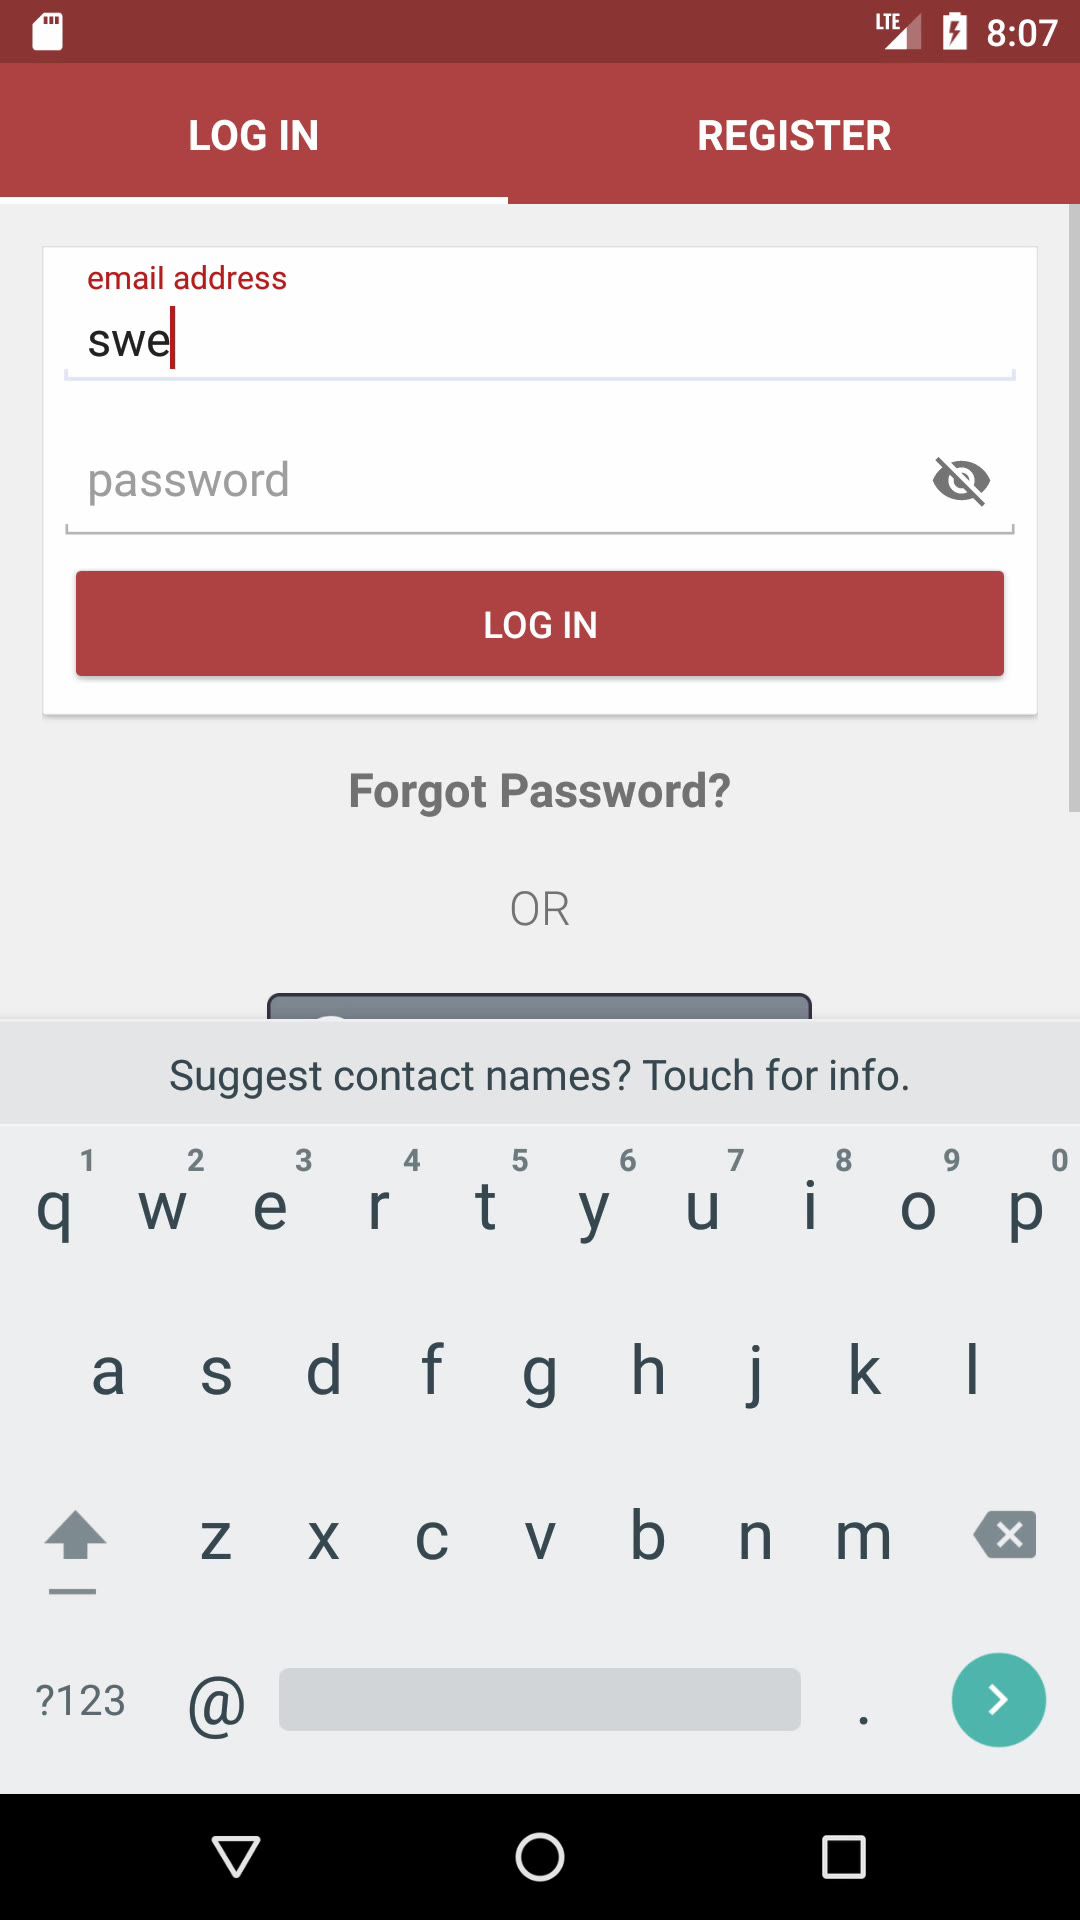 LTE 8:07
LOG IN REGISTER
email address
swe
password
LOG IN
Forgot Password?
OR
Suggest contact names? Touch for info.
1 2 3 4 5 6 7 8 9 0
q w e r t y u i o p
a s d f g h j k l
z x c v b n m
?123 @ .